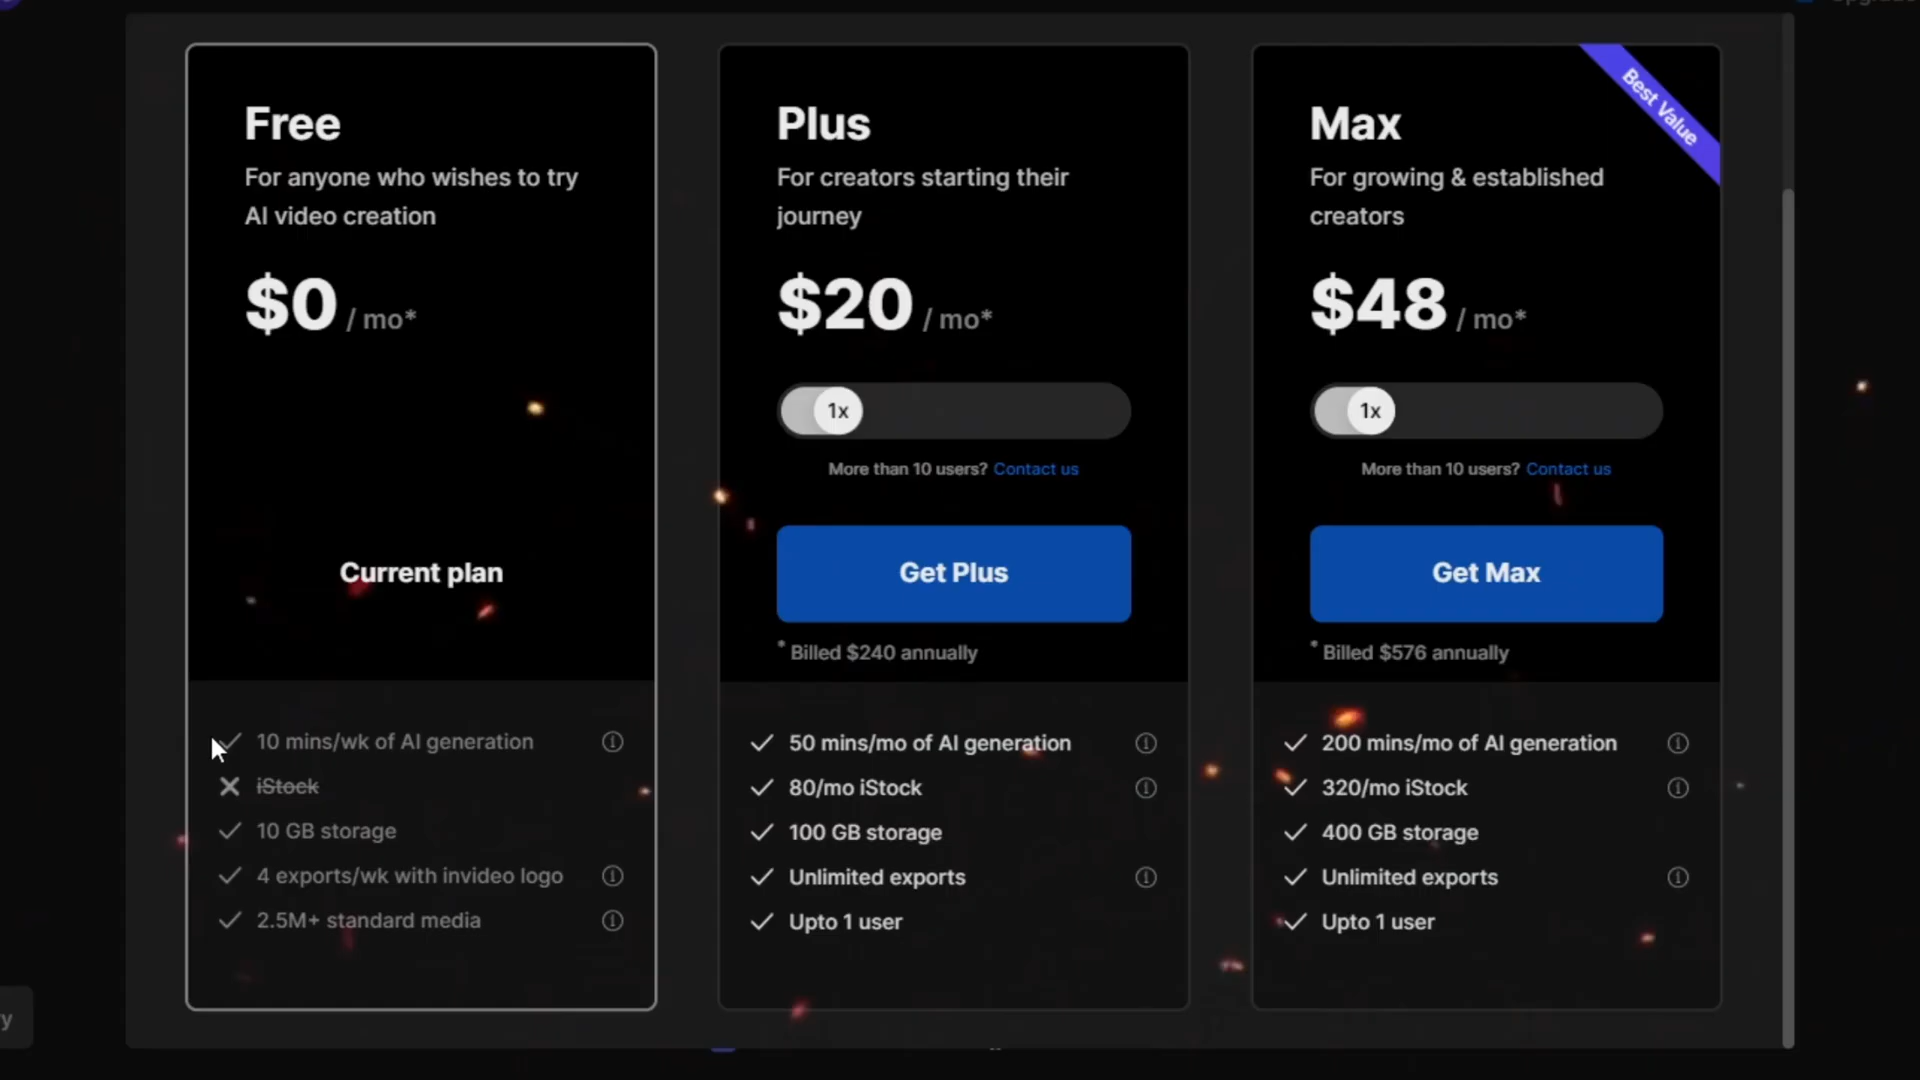 Free
For anyone who wishes to try
AI video creation
$0 / mo*
Current plan
10 mins/wk of AI generation
iStock
10 GB storage
4 exports/wk with invideo logo
2.5M+ standard media
Plus
For creators starting their
journey
$20 / mo*
1x
More than 10 users? Contact us
Get Plus
* Billed $240 annually
50 mins/mo of AI generation
80/mo iStock
100 GB storage
Unlimited exports
Upto 1 user
Best Value
Max
For growing & established
creators
$48 / mo*
1x
More than 10 users? Contact us
Get Max
* Billed $576 annually
200 mins/mo of AI generation
320/mo iStock
400 GB storage
Unlimited exports
Upto 1 user